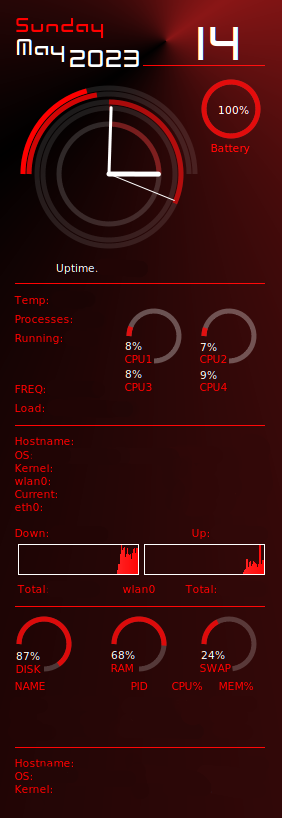 Sunday
May 2023 14
100%
Battery
Uptime.
Temp:
Processes:
Running:
8% 7%
CPU1 CPU2
8% 9%
FREQ: CPU3 CPU4
Load:
Hostname:
OS:
Kernel:
wlan0:
Current:
eth0:
Down: Up:
Total: wlan0 Total:
87% 68% 24%
DISK RAM SWAP
NAME PID CPU% MEM%
Hostname:
OS:
Kernel: